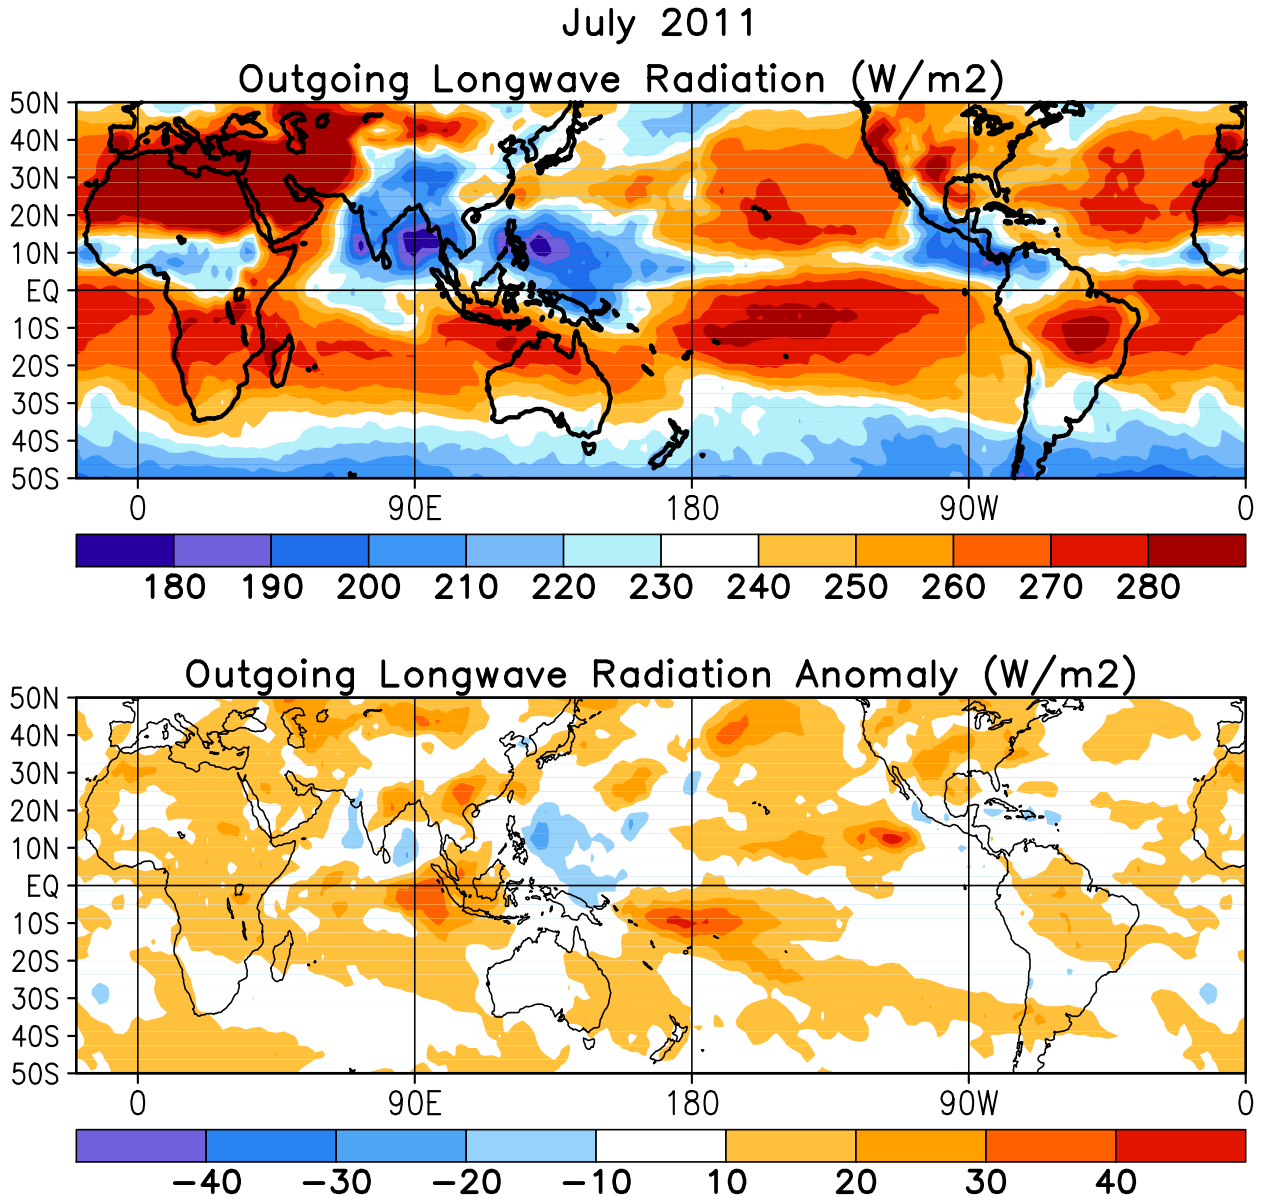 July 2011
Outgoing Longwave Radiation (W/m2)
50N
40N
30N
20N
10N
EQ
10S
20S
30S
40S
50S
0 90E 180 90W 0
180 190 200 210 220 230 240 250 260 270 280
Outgoing Longwave Radiation Anomaly (W/m2)
50N
40N
30N
20N
10N
EQ
10S
20S
30S
40S
50S
0 90E 180 90W 0
−40 −30 −20 −10 10 20 30 40